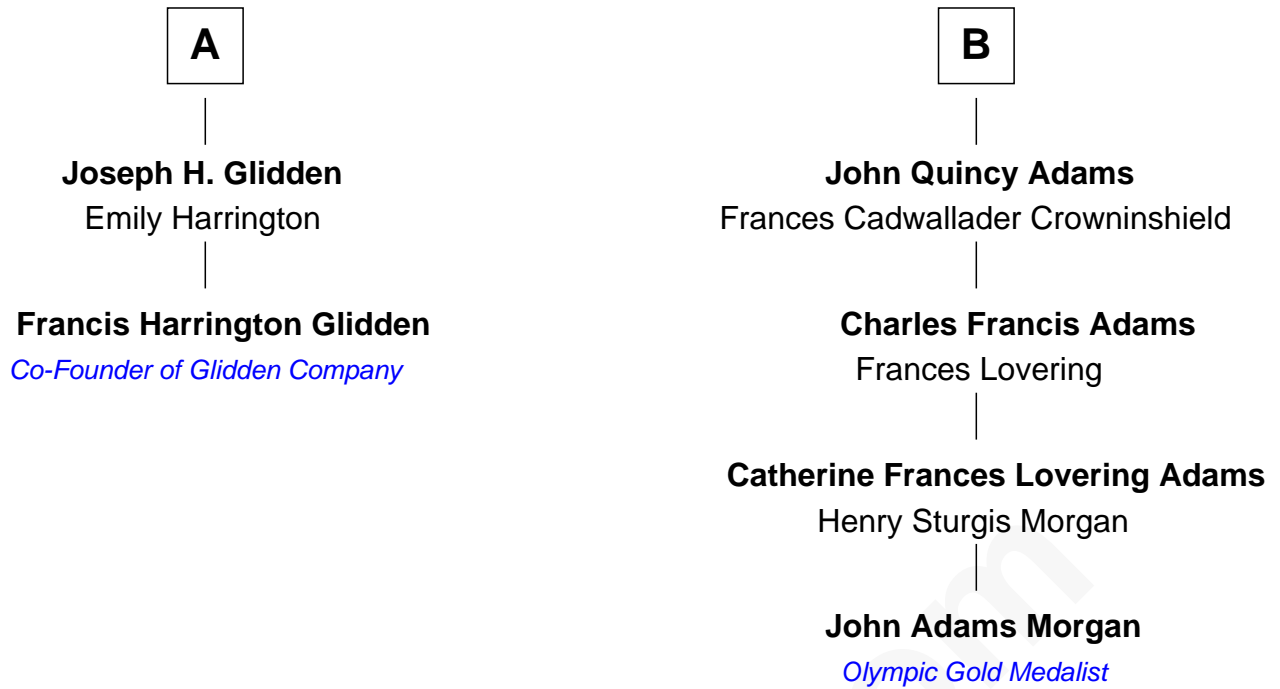 A
Joseph H. Glidden
Emily Harrington
Francis Harrington Glidden
Co-Founder of Glidden Company
B
John Quincy Adams
Frances Cadwallader Crowninshield
Charles Francis Adams
Frances Lovering
Catherine Frances Lovering Adams
Henry Sturgis Morgan
John Adams Morgan
Olympic Gold Medalist